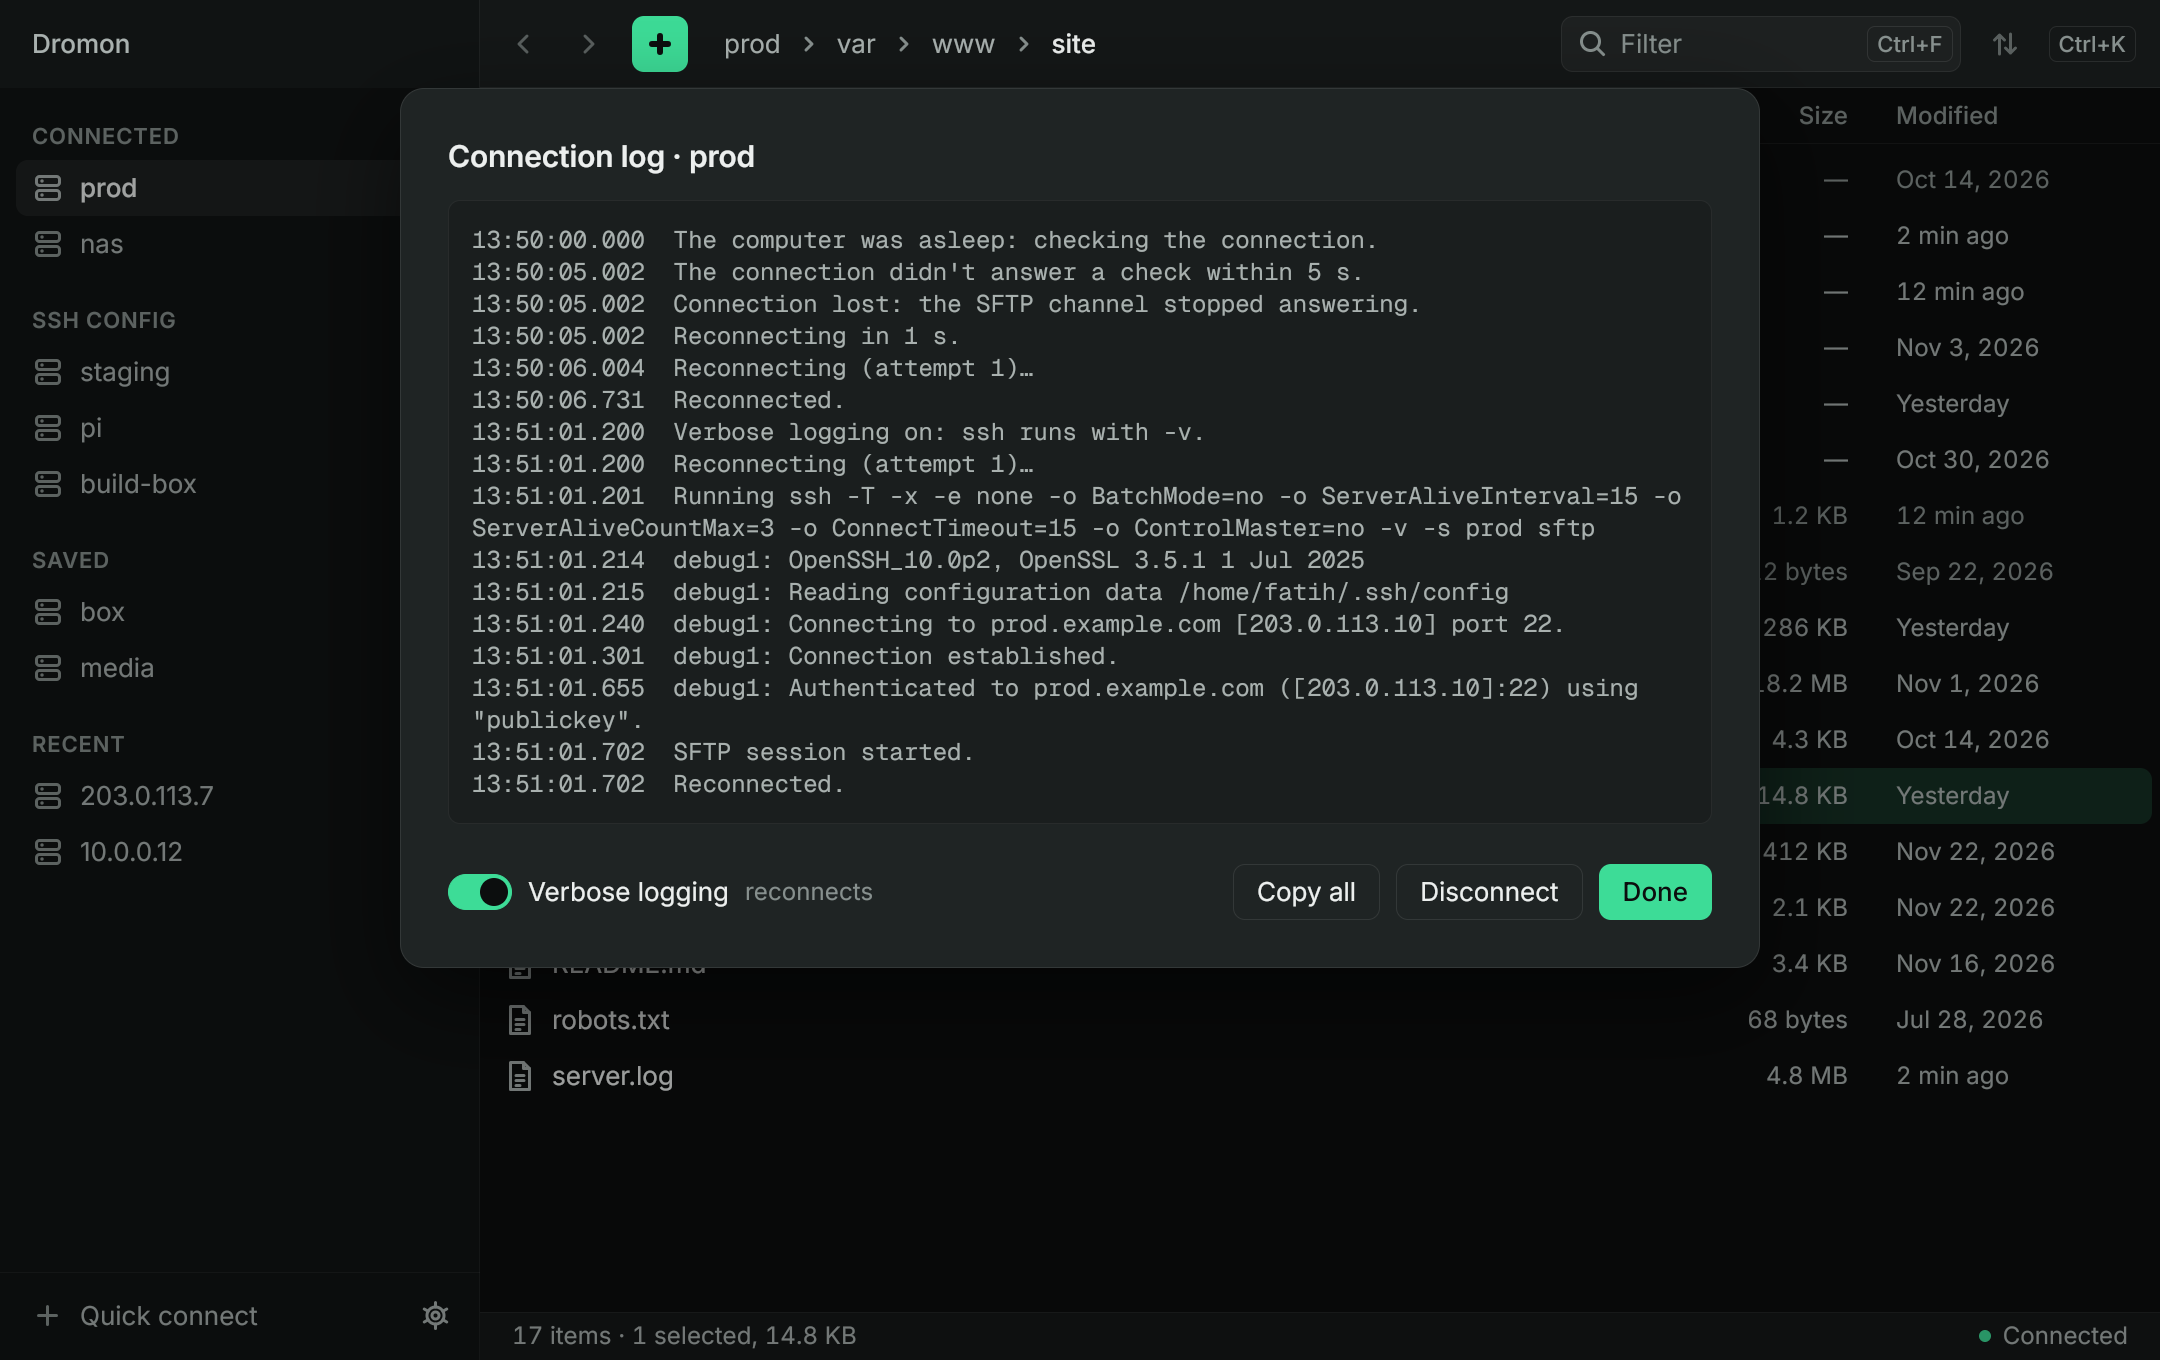 Dromon
prod > var > www > site
Filter
Ctrl+F
Ctrl+K
CONNECTED
prod
nas
SSH CONFIG
staging
pi
build-box
SAVED
box
media
RECENT
203.0.113.7
10.0.0.12
Quick connect
Connection log · prod
13:50:00.000 The computer was asleep: checking the connection.
13:50:05.002 The connection didn't answer a check within 5 s.
13:50:05.002 Connection lost: the SFTP channel stopped answering.
13:50:05.002 Reconnecting in 1 s.
13:50:06.004 Reconnecting (attempt 1)…
13:50:06.731 Reconnected.
13:51:01.200 Verbose logging on: ssh runs with -v.
13:51:01.200 Reconnecting (attempt 1)…
13:51:01.201 Running ssh -T -x -e none -o BatchMode=no -o ServerAliveInterval=15 -o
ServerAliveCountMax=3 -o ConnectTimeout=15 -o ControlMaster=no -v -s prod sftp
13:51:01.214 debug1: OpenSSH_10.0p2, OpenSSL 3.5.1 1 Jul 2025
13:51:01.215 debug1: Reading configuration data /home/fatih/.ssh/config
13:51:01.240 debug1: Connecting to prod.example.com [203.0.113.10] port 22.
13:51:01.301 debug1: Connection established.
13:51:01.655 debug1: Authenticated to prod.example.com ([203.0.113.10]:22) using
"publickey".
13:51:01.702 SFTP session started.
13:51:01.702 Reconnected.
Verbose logging reconnects
Copy all
Disconnect
Done
Size Modified
— Oct 14, 2026
— 2 min ago
— 12 min ago
— Nov 3, 2026
— Yesterday
— Oct 30, 2026
1.2 KB 12 min ago
2 bytes Sep 22, 2026
286 KB Yesterday
8.2 MB Nov 1, 2026
4.3 KB Oct 14, 2026
14.8 KB Yesterday
412 KB Nov 22, 2026
2.1 KB Nov 22, 2026
README.md 3.4 KB Nov 16, 2026
robots.txt 68 bytes Jul 28, 2026
server.log 4.8 MB 2 min ago
17 items · 1 selected, 14.8 KB
Connected